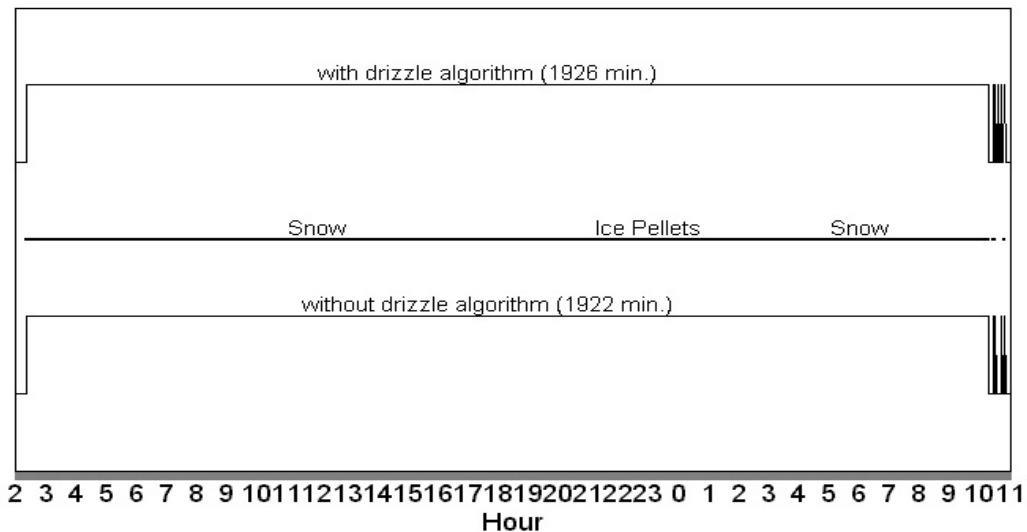 with drizzle algorithm (1926 min.)
Snow Ice Pellets Snow
without drizzle algorithm (1922 min.)
2 3 4 5 6 7 8 9 10 11 12 13 14 15 16 17 18 19 20 21 22 23 0 1 2 3 4 5 6 7 8 9 10 11
Hour